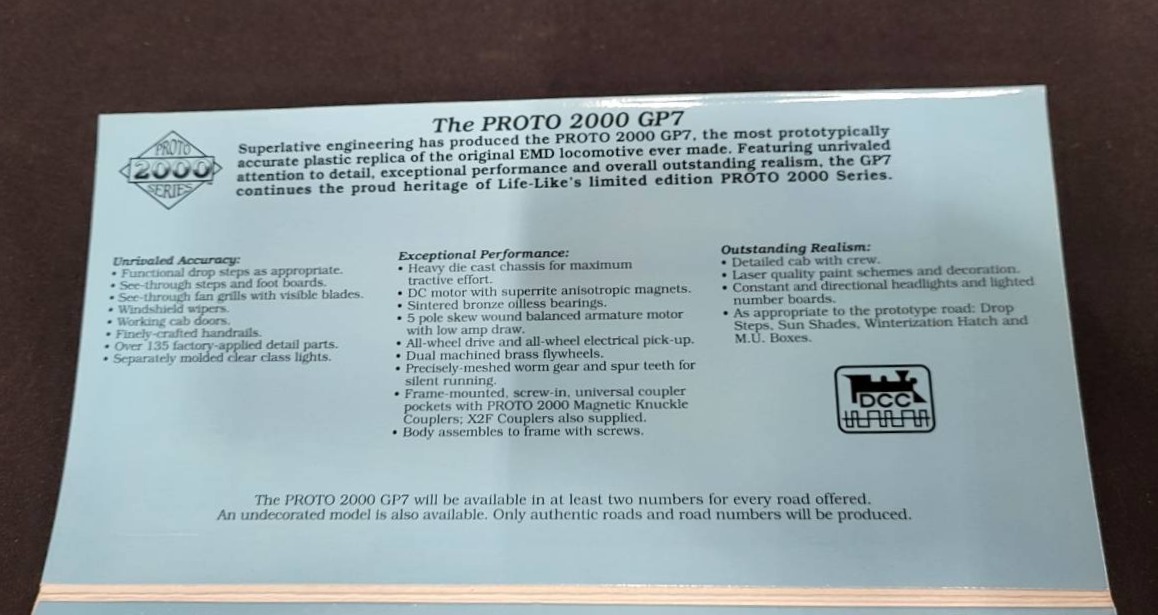 The PROTO 2000 GP7
PROTO
2000
SERIES
Superlative engineering has produced the PROTO 2000 GP7, the most prototypically
accurate plastic replica of the original EMD locomotive ever made. Featuring unrivaled
attention to detail, exceptional performance and overall outstanding realism, the GP7
continues the proud heritage of Life-Like's limited edition PROTO 2000 Series.
Unrivaled Accuracy:
• Functional drop steps as appropriate.
• See-through steps and foot boards.
• See-through fan grills with visible blades.
• Windshield wipers.
• Working cab doors.
• Finely-crafted handrails.
• Over 135 factory-applied detail parts.
• Separately molded clear class lights.
Exceptional Performance:
• Heavy die cast chassis for maximum
tractive effort.
• DC motor with superrite anisotropic magnets.
• Sintered bronze oilless bearings.
• 5 pole skew wound balanced armature motor
with low amp draw.
• All-wheel drive and all-wheel electrical pick-up.
• Dual machined brass flywheels.
• Precisely-meshed worm gear and spur teeth for
silent running.
• Frame-mounted, screw-in, universal coupler
pockets with PROTO 2000 Magnetic Knuckle
Couplers; X2F Couplers also supplied.
• Body assembles to frame with screws.
Outstanding Realism:
• Detailed cab with crew.
• Laser quality paint schemes and decoration.
• Constant and directional headlights and lighted
number boards.
• As appropriate to the prototype road: Drop
Steps, Sun Shades, Winterization Hatch and
M.U. Boxes.
DCC
The PROTO 2000 GP7 will be available in at least two numbers for every road offered.
An undecorated model is also available. Only authentic roads and road numbers will be produced.